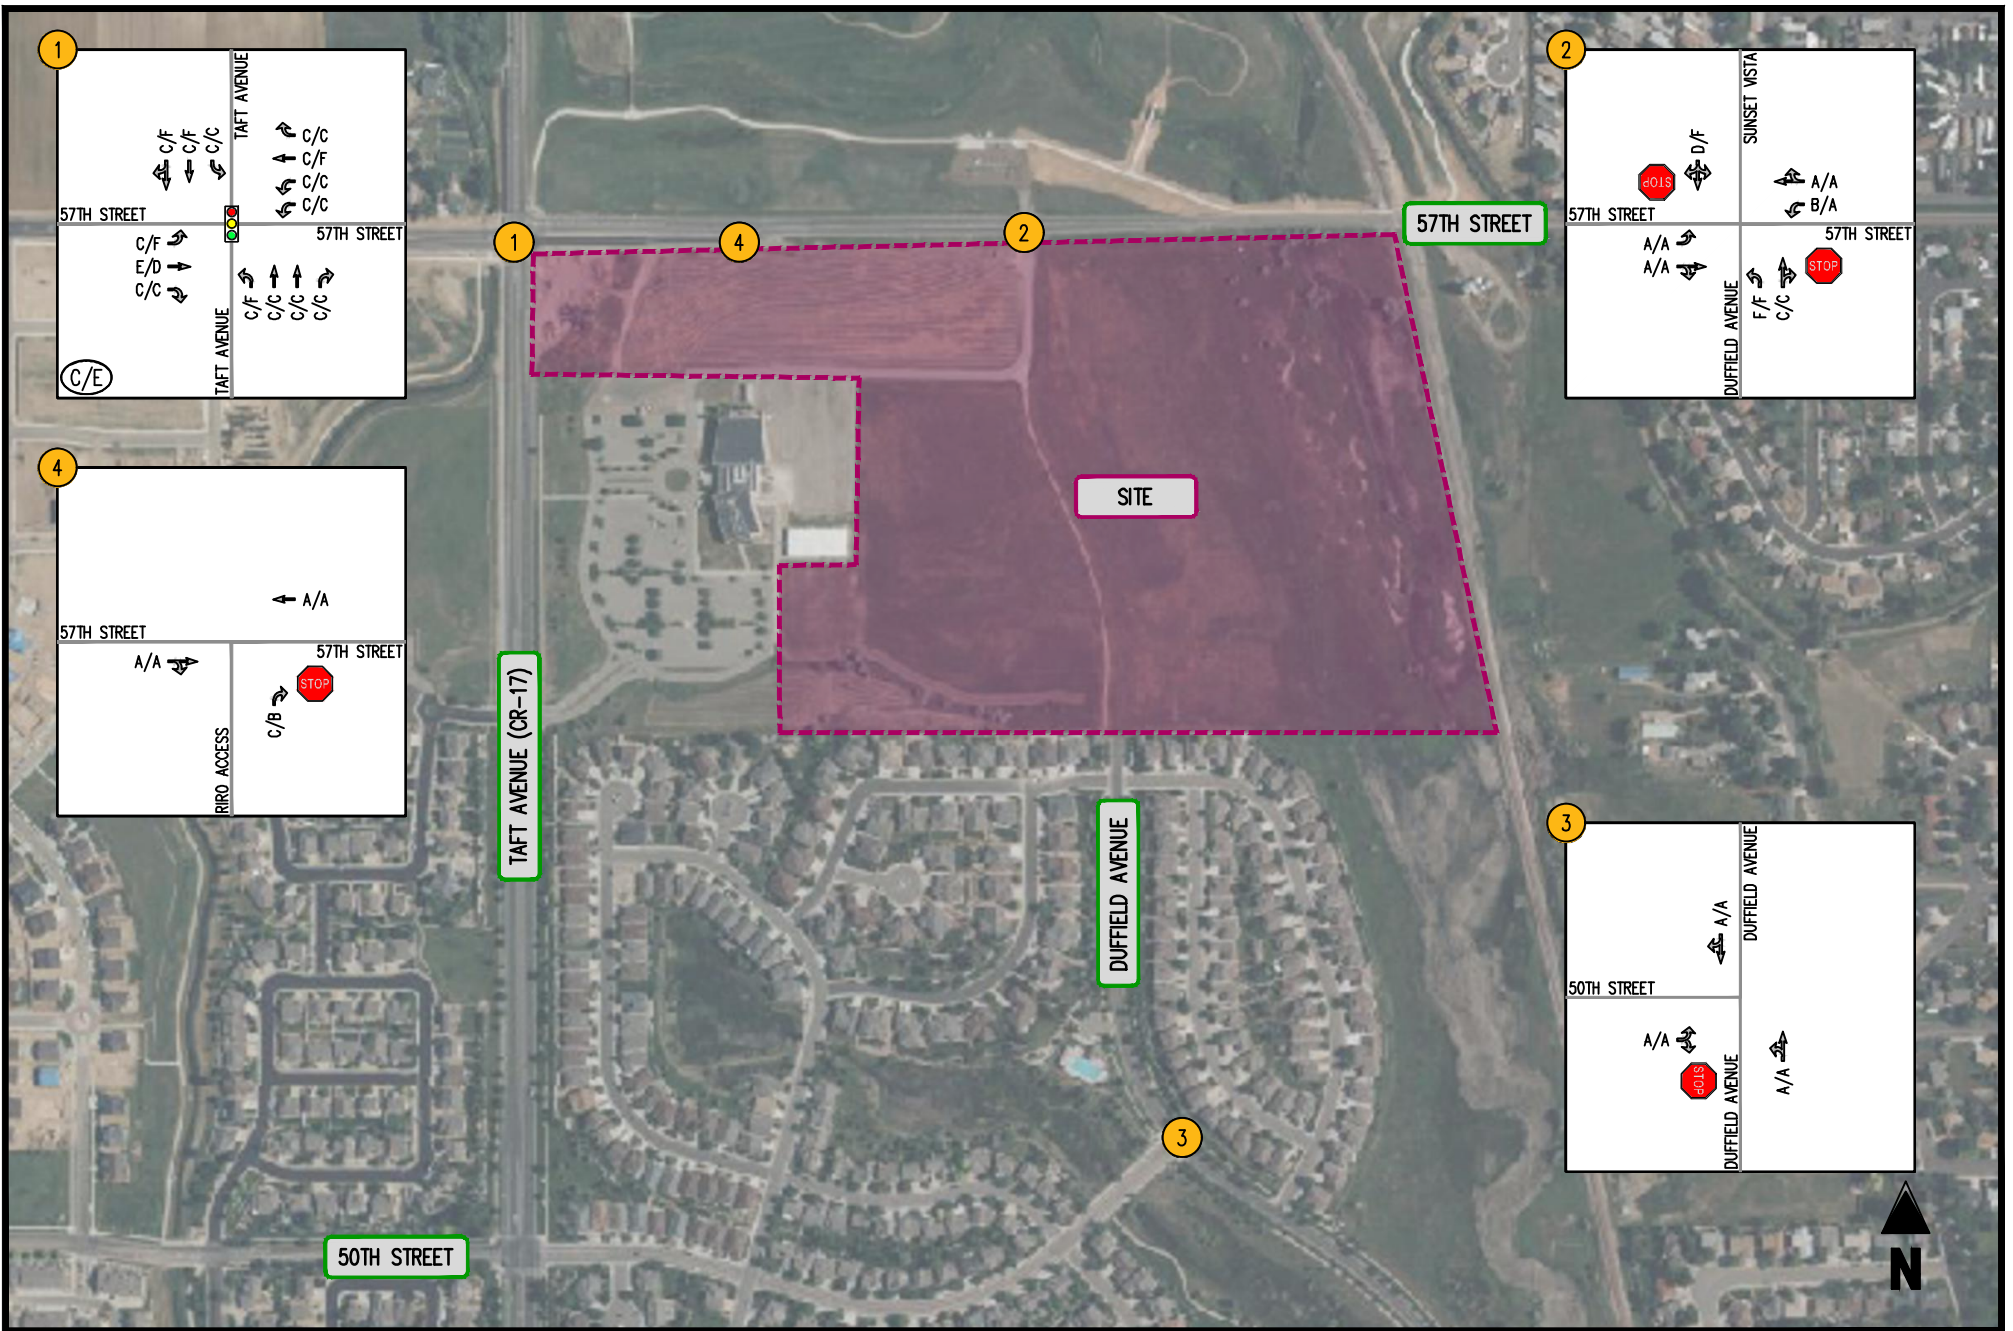 1
TAFT AVENUE
C/F
C/F
C/C
C/C
C/F
C/C
C/C
57TH STREET
57TH STREET
C/F
E/D
C/C
C/F
C/C
C/C
C/C
TAFT AVENUE
C/E
2
SUNSET VISTA
D/F
STOP
A/A
B/A
57TH STREET
57TH STREET
A/A
A/A
STOP
F/F
C/C
DUFFIELD AVENUE
1
4
2
57TH STREET
SITE
4
A/A
57TH STREET
57TH STREET
A/A
STOP
C/B
RIRO ACCESS
TAFT AVENUE (CR-17)
DUFFIELD AVENUE
3
DUFFIELD AVENUE
A/A
50TH STREET
A/A
STOP
A/A
DUFFIELD AVENUE
3
50TH STREET
N